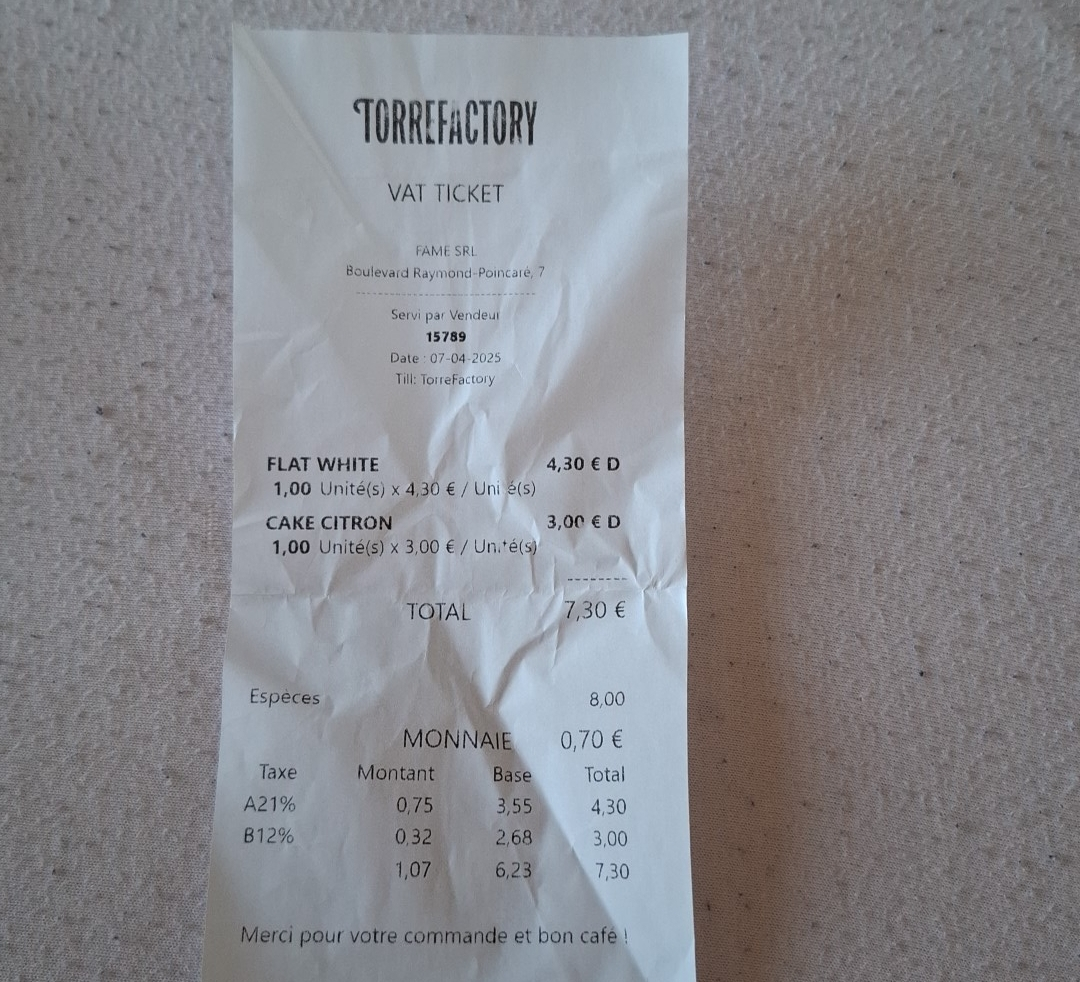 TORREFACTORY
VAT TICKET
FAME SRL
Boulevard Raymond-Poincaré, 7
Servi par Vendeur
15789
Date : 07-04-2025
Till: TorreFactory
FLAT WHITE 4,30 € D
1,00 Unité(s) x 4,30 € / Unité(s)
CAKE CITRON 3,00 € D
1,00 Unité(s) x 3,00 € / Unité(s)
TOTAL 7,30 €
Espèces 8,00
MONNAIE 0,70 €
Taxe Montant Base Total
A21% 0,75 3,55 4,30
B12% 0,32 2,68 3,00
1,07 6,23 7,30
Merci pour votre commande et bon café !